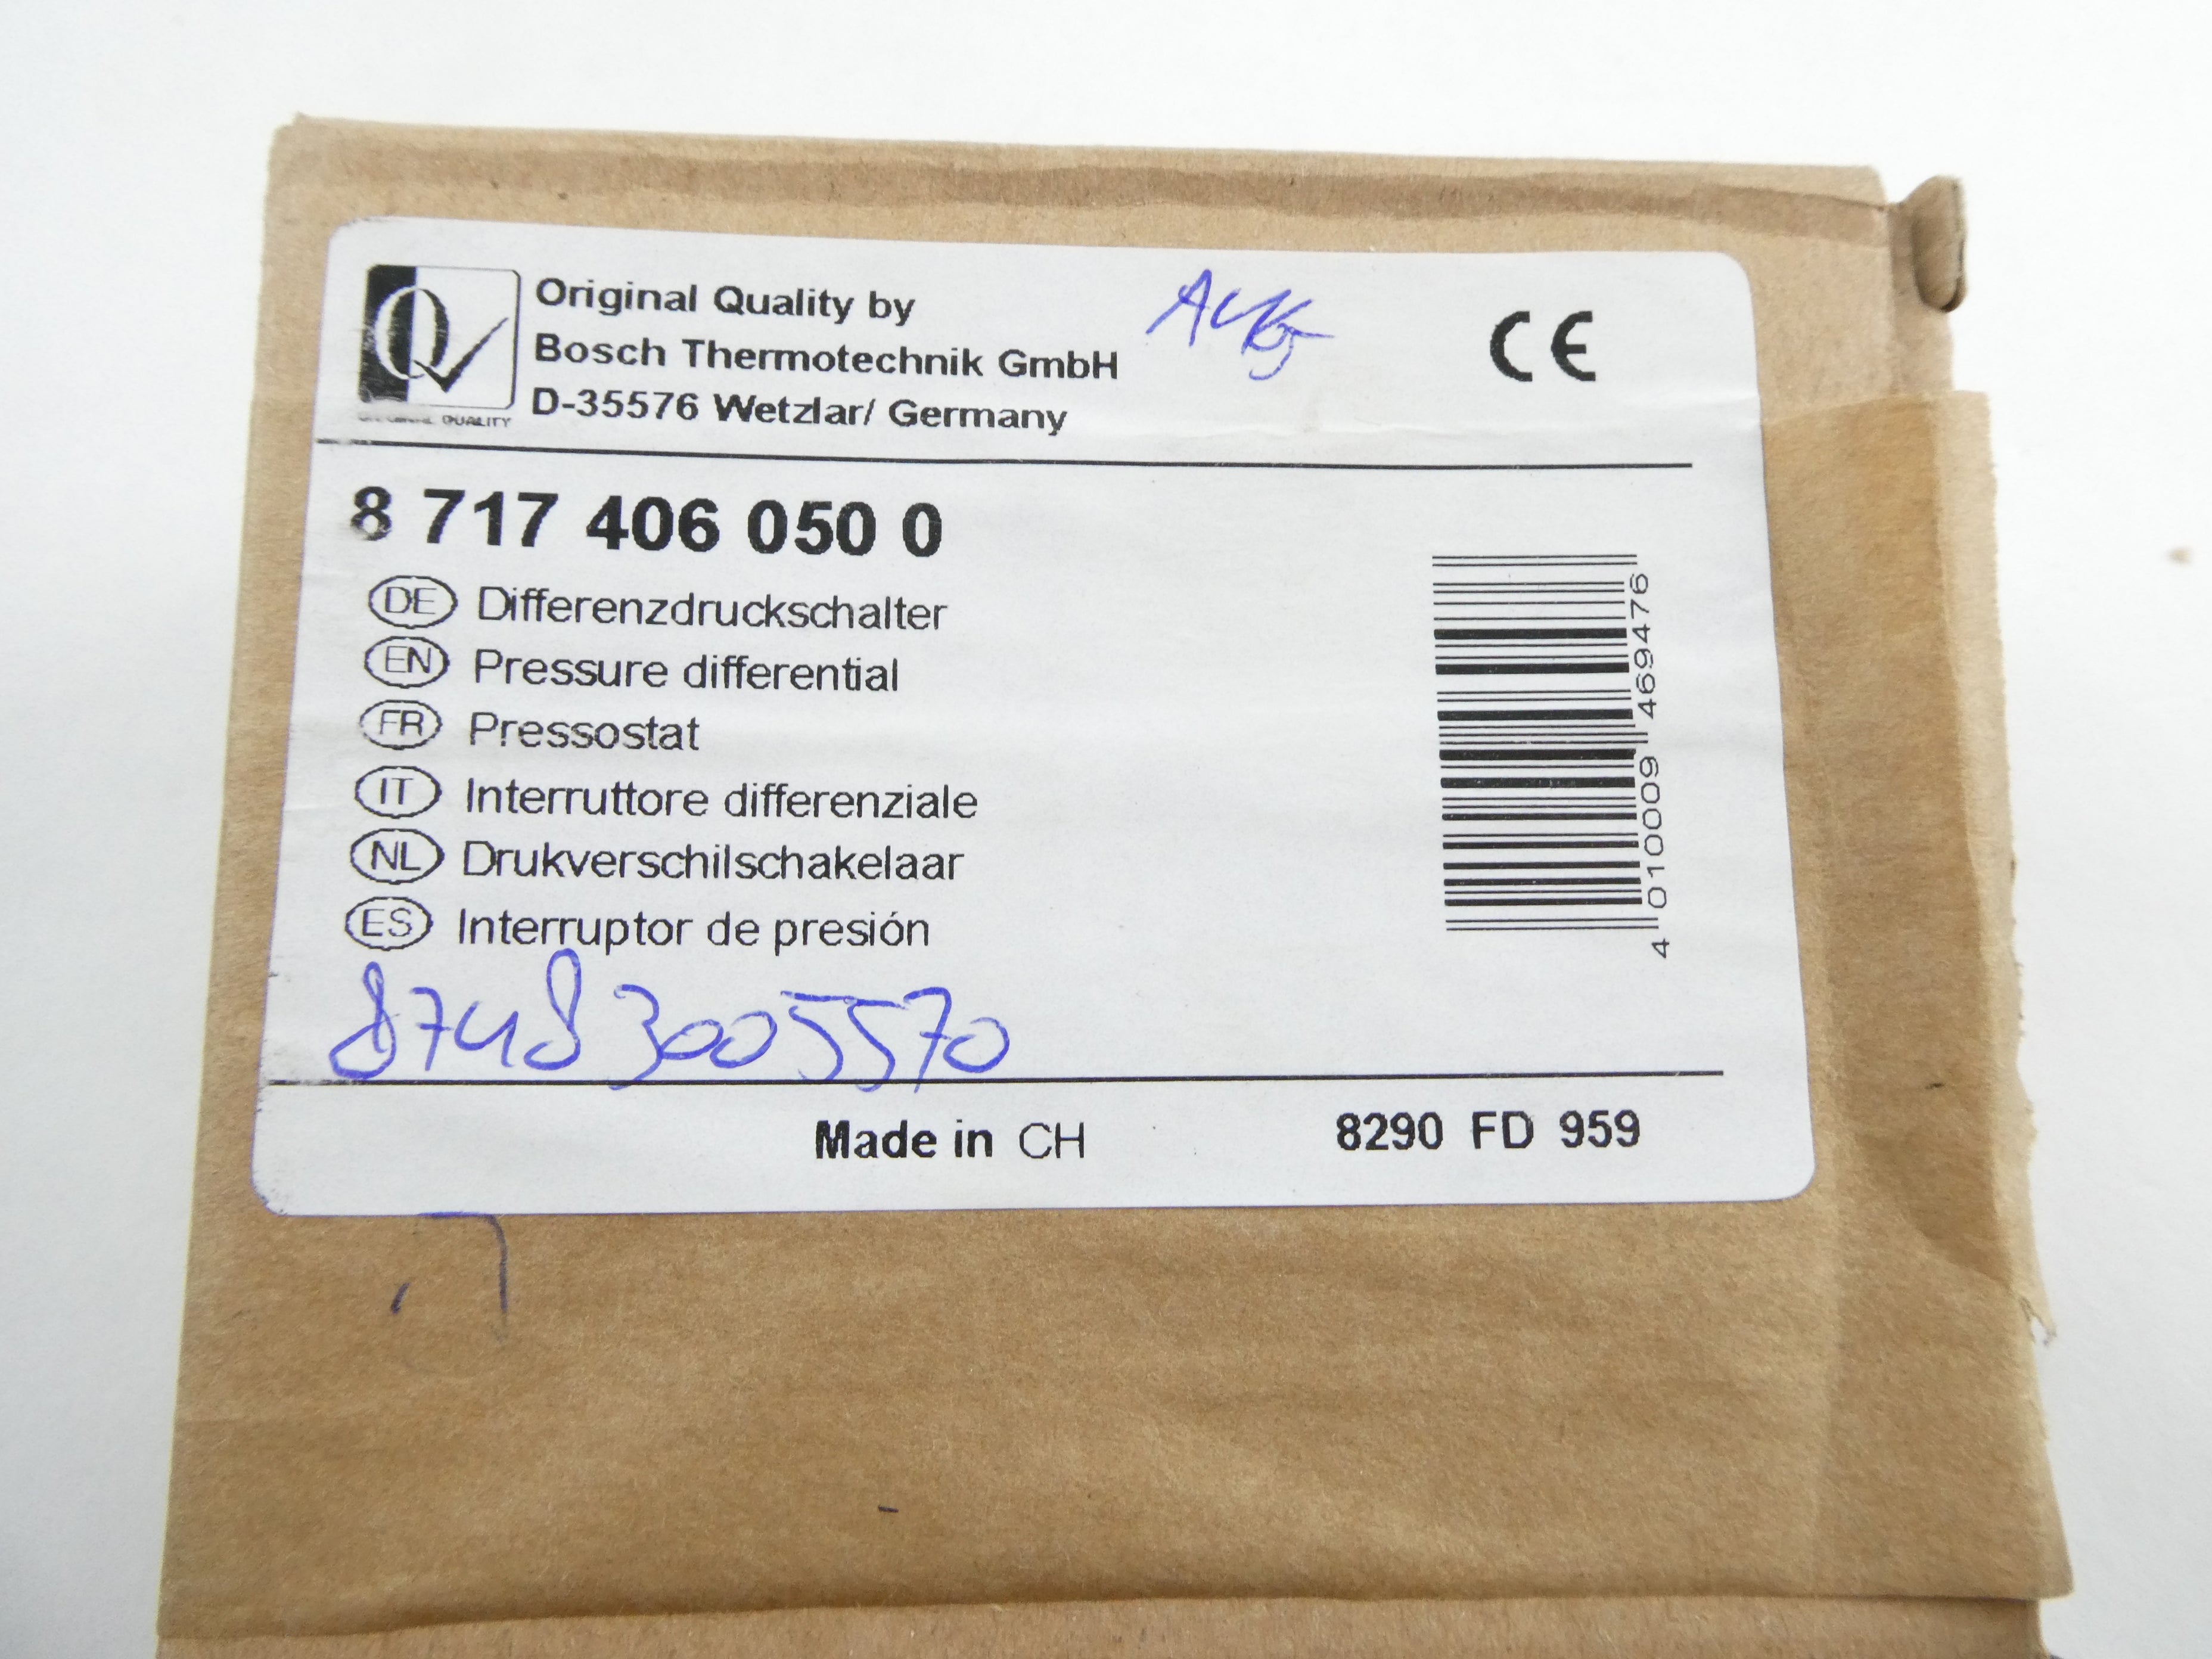 Original Quality by
Bosch Thermotechnik GmbH
D-35576 Wetzlar/ Germany
QUALITY
CE
8 717 406 050 0
DE Differenzdruckschalter
EN Pressure differential
FR Pressostat
IT Interruttore differenziale
NL Drukverschilschakelaar
ES Interruptor de presión
4 010009 469476
87483005570
Made in CH
8290 FD 959